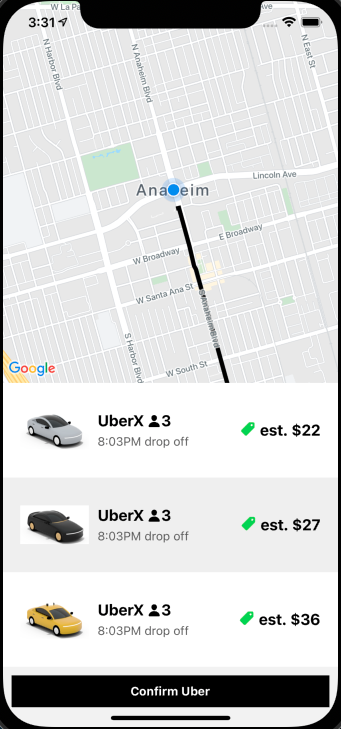 3:31
W La Pa
N Harbor Blvd
N Anaheim Blvd
N East St
Lincoln Ave
Anaheim
E Broadway
W Broadway
W Santa Ana St
S Anaheim Blvd
S Harbor Blvd
W South St
Google
UberX 3
est. $22
8:03PM drop off
UberX 3
est. $27
8:03PM drop off
UberX 3
est. $36
8:03PM drop off
Confirm Uber